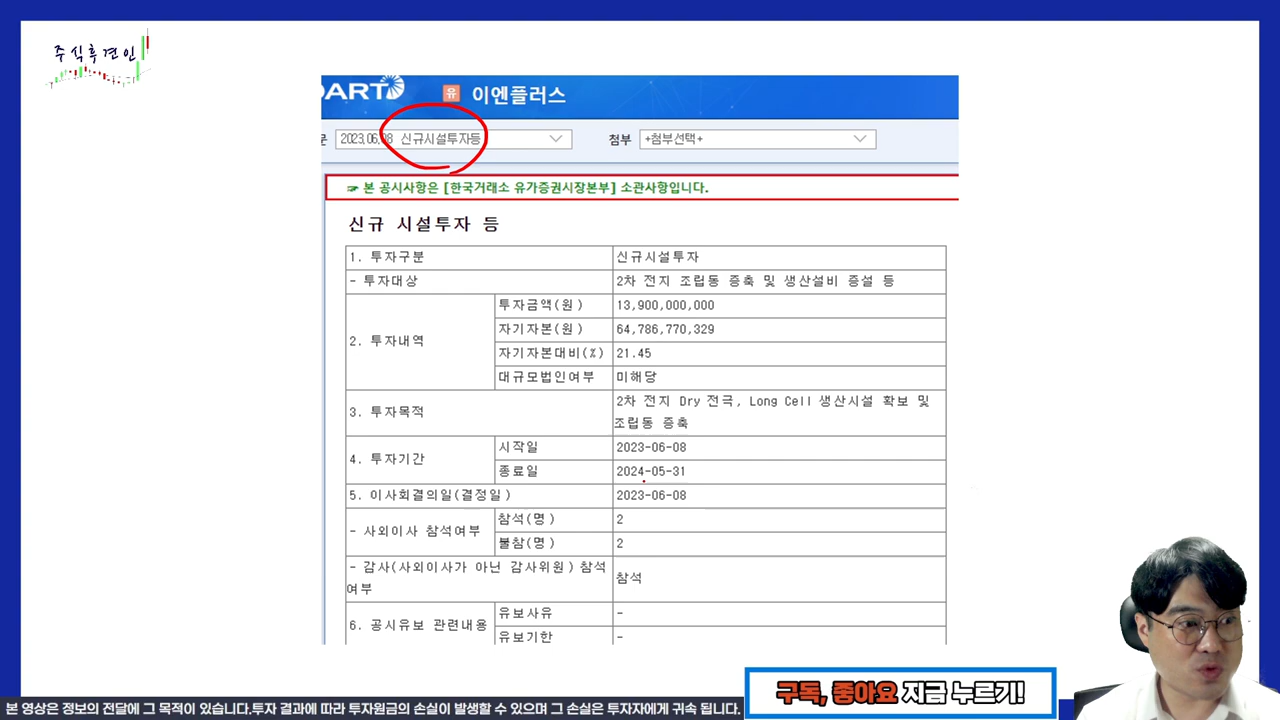 주식후견인
DART 유 이엔플러스
문 2023.06.08 신규시설투자등 첨부 +첨부선택+
☞ 본 공시사항은 [한국거래소 유가증권시장본부] 소관사항입니다.
신규 시설투자 등
1. 투자구분 신규시설투자
- 투자대상 2차 전지 조립동 증축 및 생산설비 증설 등
2. 투자내역 투자금액(원) 13,900,000,000
자기자본(원) 64,786,770,329
자기자본대비(%) 21.45
대규모법인여부 미해당
3. 투자목적 2차 전지 Dry 전극, Long Cell 생산시설 확보 및
조립동 증축
4. 투자기간 시작일 2023-06-08
종료일 2024-05-31
5. 이사회결의일(결정일) 2023-06-08
- 사외이사 참석여부 참석(명) 2
불참(명) 2
- 감사(사외이사가 아닌 감사위원) 참석
여부 참석
6. 공시유보 관련내용 유보사유 -
유보기한 -
구독, 좋아요 지금 누르기!
본 영상은 정보의 전달에 그 목적이 있습니다.투자 결과에 따라 투자원금의 손실이 발생할 수 있으며 그 손실은 투자자에게 귀속 됩니다.